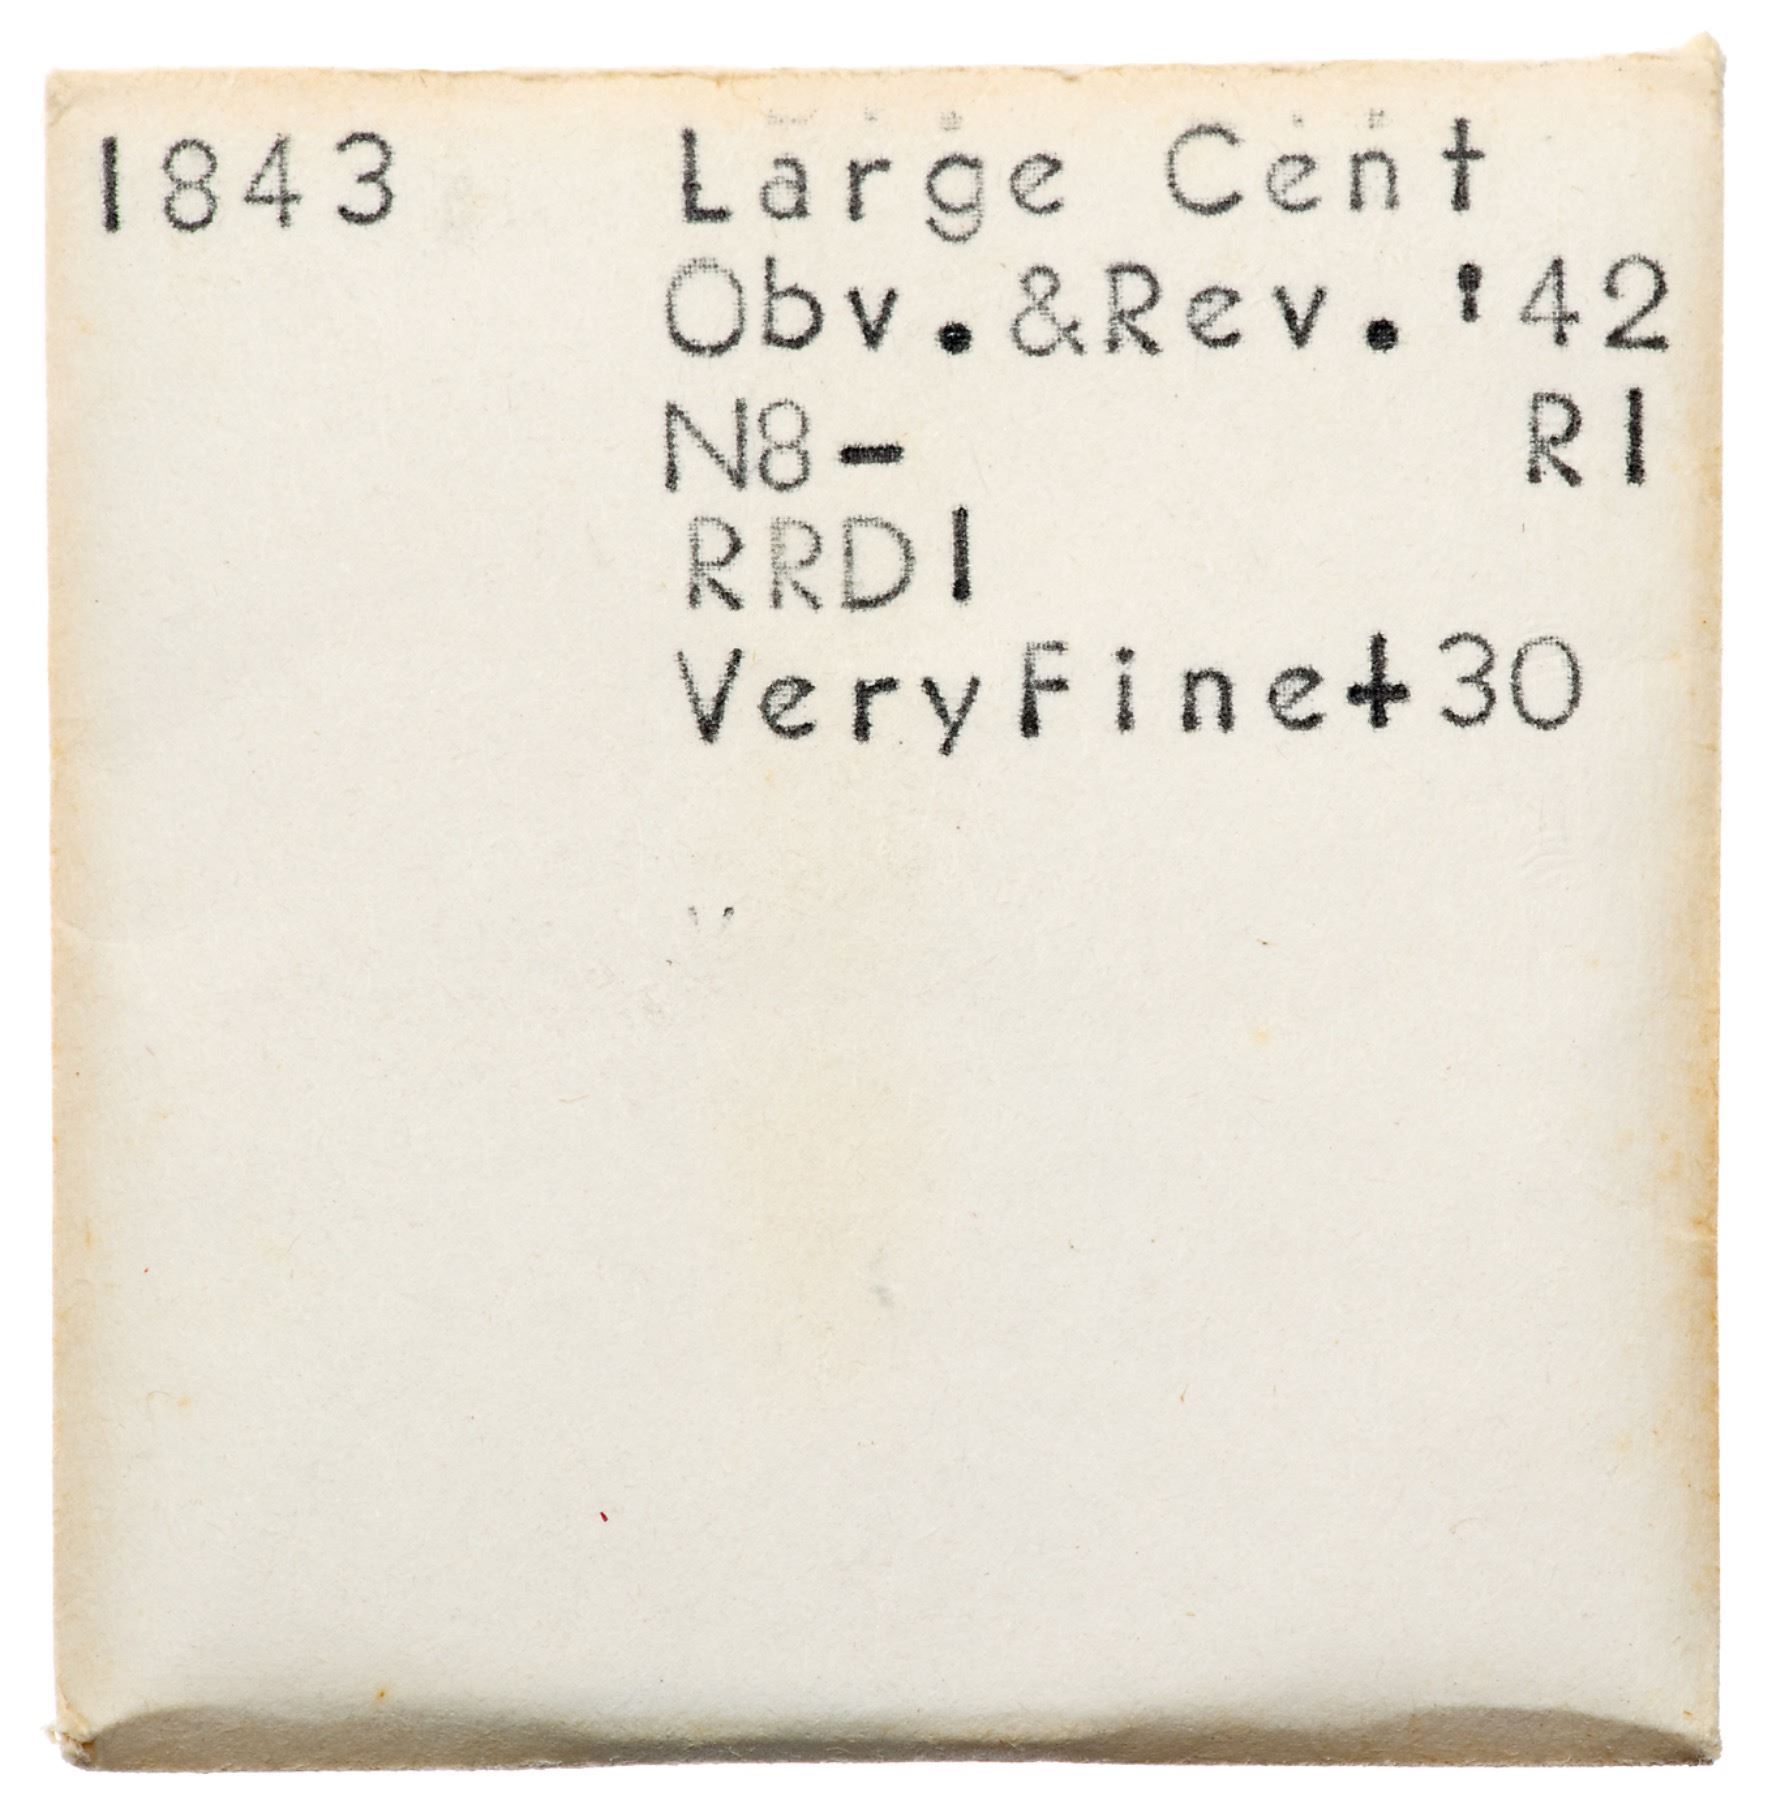 1843 Large Cent
Obv.&Rev.'42
N8- R1
RRD1
VeryFine+30